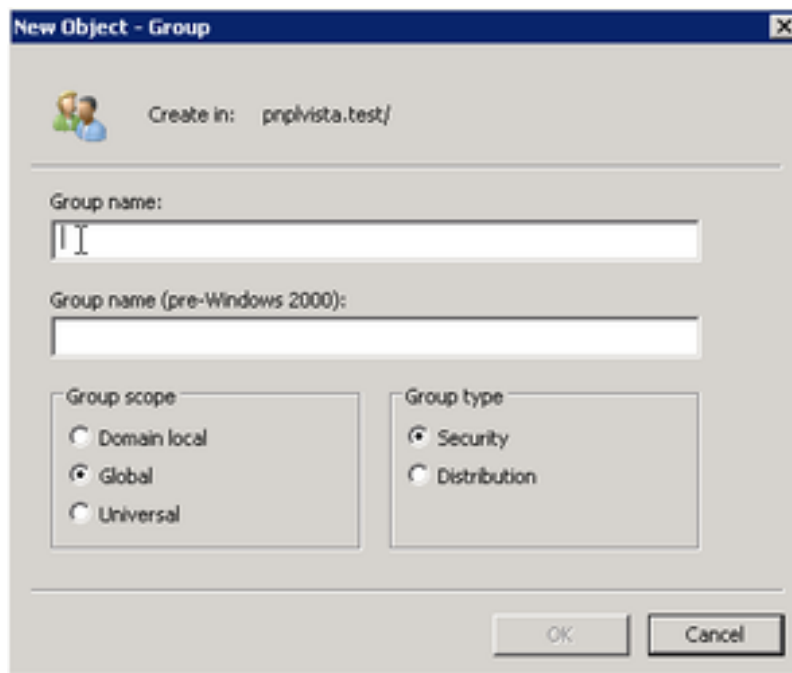 New Object - Group
Create in: pnplvista.test/
Group name:
Group name (pre-Windows 2000):
Group scope
Domain local
Global
Universal
Group type
Security
Distribution
OK
Cancel